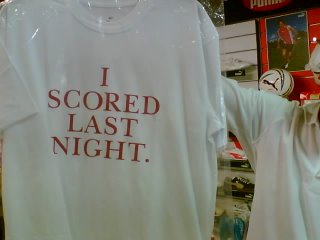 PUMA
I
SCORED
LAST
NIGHT.